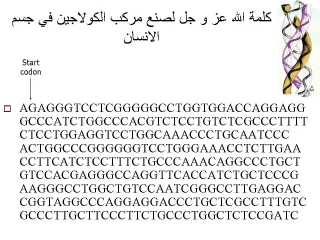 كلمة الله عز و جل لصنع مركب الكولاجين في جسم
الانسان
Start
codon
AGAGGGTCCTCGGGGGCCTGGTGGACCAGGAGG
GCCCATCTGGCCCACGTCTCCTGTCTCGCCCTTTT
CTCCTGGAGGTCCTGGCAAACCCTGCAATCCC
ACTGGCCCGGGGGGTCCTGGGAAACCTCTTGAA
CCTTCATCTCCTTTCTGCCCAAACAGGCCCTGCT
GTCCACGAGGGCCAGGTTCACCATCTGCTCCCG
AAGGGCCTGGCTGTCCAATCGGGCCTTGAGGAC
CGGTAGGCCCAGGAGGACCCTGCTCGCCTTTGTC
GCCCTTGCTTCCCTTCTGCCCTGGCTCTCCGATC